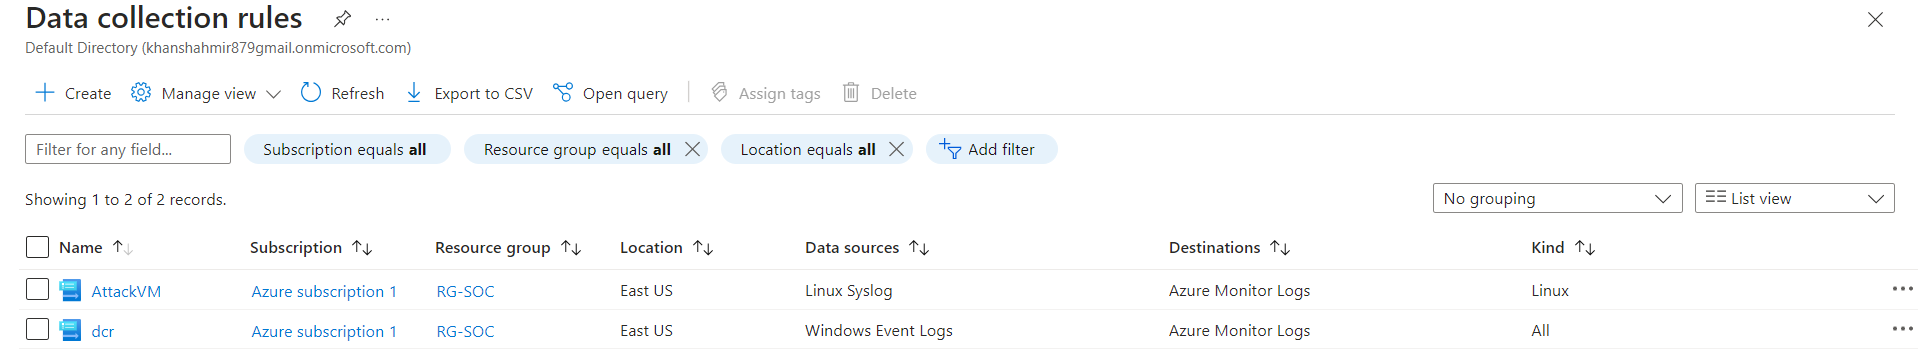 Data collection rules
Default Directory (khanshahmir879gmail.onmicrosoft.com)
Create Manage view Refresh Export to CSV Open query Assign tags Delete
Filter for any field... Subscription equals all Resource group equals all Location equals all Add filter
Showing 1 to 2 of 2 records. No grouping List view
Name Subscription Resource group Location Data sources Destinations Kind
AttackVM Azure subscription 1 RG-SOC East US Linux Syslog Azure Monitor Logs Linux
dcr Azure subscription 1 RG-SOC East US Windows Event Logs Azure Monitor Logs All